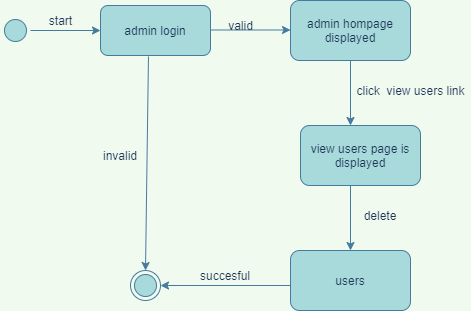 start
admin login
valid
admin hompage
displayed
click view users link
invalid
view users page is
displayed
delete
succesful
users